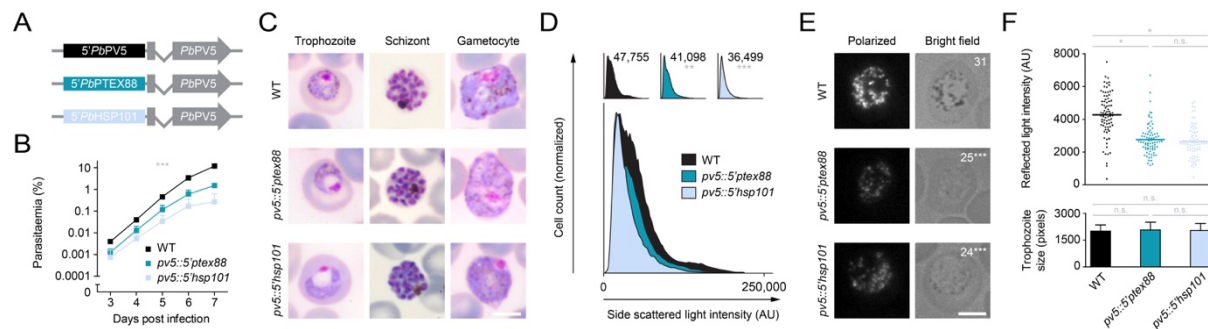 A
5'PbPV5 PbPV5
5'PbPTEX88 PbPV5
5'PbHSP101 PbPV5
B
***
Parasitaemia (%)
10
1
0.1
0.01
0.001
0.0001
0
3 4 5 6 7
Days post infection
WT
pv5::5'ptex88
pv5::5'hsp101
C
Trophozoite Schizont Gametocyte
WT
pv5::5'ptex88
pv5::5'hsp101
D
47,755 41,098 36,499
** ***
Cell count (normalized)
WT
pv5::5'ptex88
pv5::5'hsp101
0 250,000
Side scattered light intensity (AU)
E
Polarized Bright field
WT
31
pv5::5'ptex88
25***
pv5::5'hsp101
24***
F
*
* n.s.
Reflected light intensity (AU)
8000
6000
4000
2000
0
n.s.
n.s. n.s.
Trophozoite
size (pixels)
3000
1500
0
WT
pv5::5'ptex88
pv5::5'hsp101